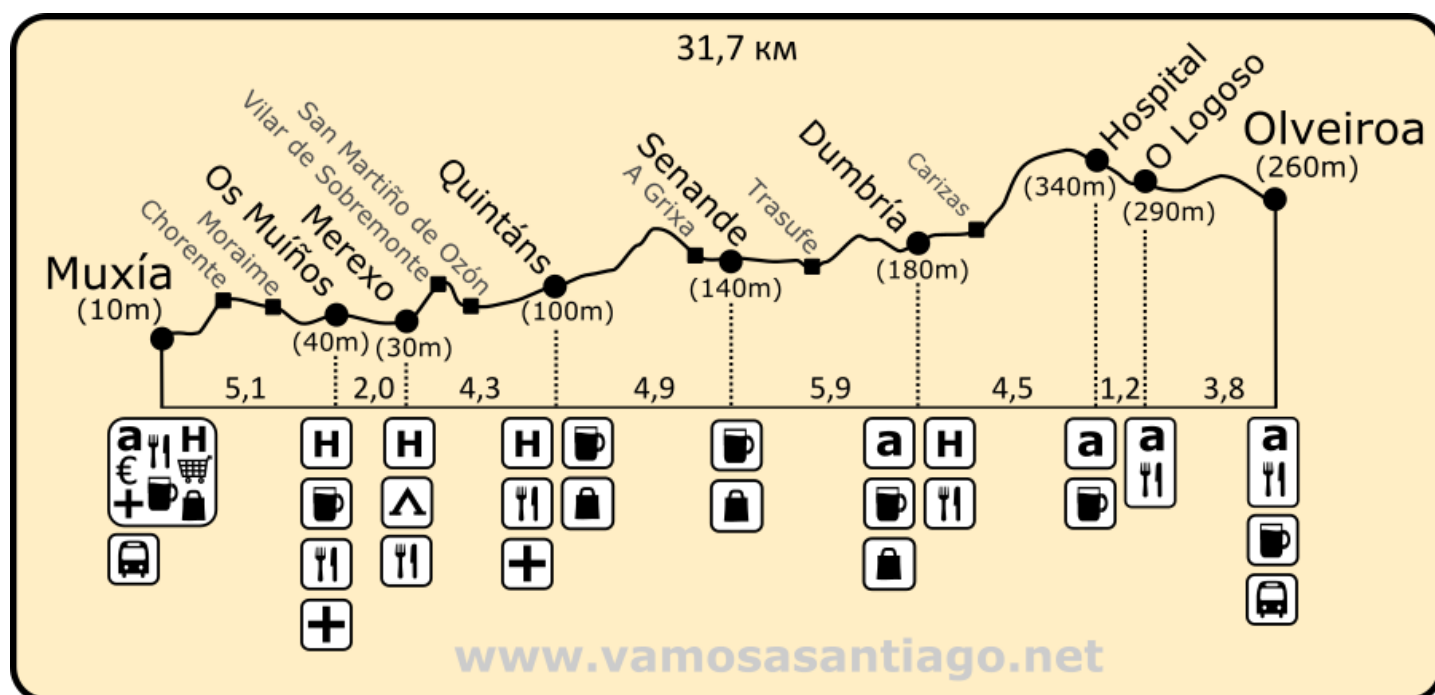 31,7 км
Muxía
(10m)
Chorente
Moraime
Os Muíños
(40m)
Merexo
(30m)
Vilar de Sobremonte
San Martiño de Ozón
Quintáns
(100m)
A Grixa
Senande
(140m)
Trasufe
Dumbría
(180m)
Carizas
Hospital
(340m)
O Logoso
(290m)
Olveiroa
(260m)
5,1
2,0
4,3
4,9
5,9
4,5
1,2
3,8
a H
€
H
H
H
a H
a
a
a
www.vamosasantiago.net